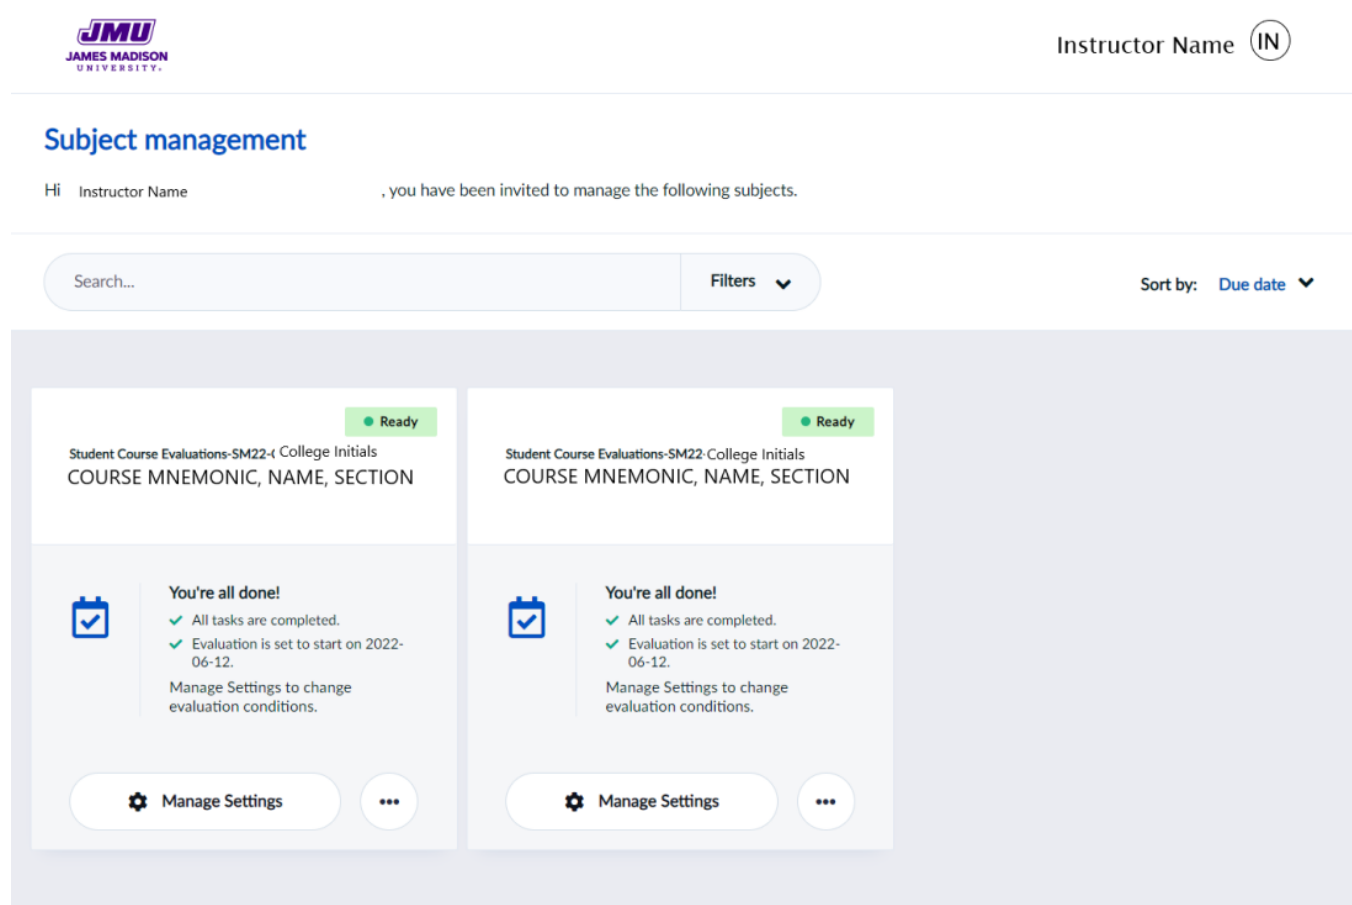 JMU
JAMES MADISON
UNIVERSITY.
Instructor Name IN
Subject management
Hi Instructor Name , you have been invited to manage the following subjects.
Search...
Filters
Sort by: Due date
Ready
Student Course Evaluations-SM22-( College Initials
COURSE MNEMONIC, NAME, SECTION
You're all done!
All tasks are completed.
Evaluation is set to start on 2022-
06-12.
Manage Settings to change
evaluation conditions.
Manage Settings
Ready
Student Course Evaluations-SM22-College Initials
COURSE MNEMONIC, NAME, SECTION
You're all done!
All tasks are completed.
Evaluation is set to start on 2022-
06-12.
Manage Settings to change
evaluation conditions.
Manage Settings